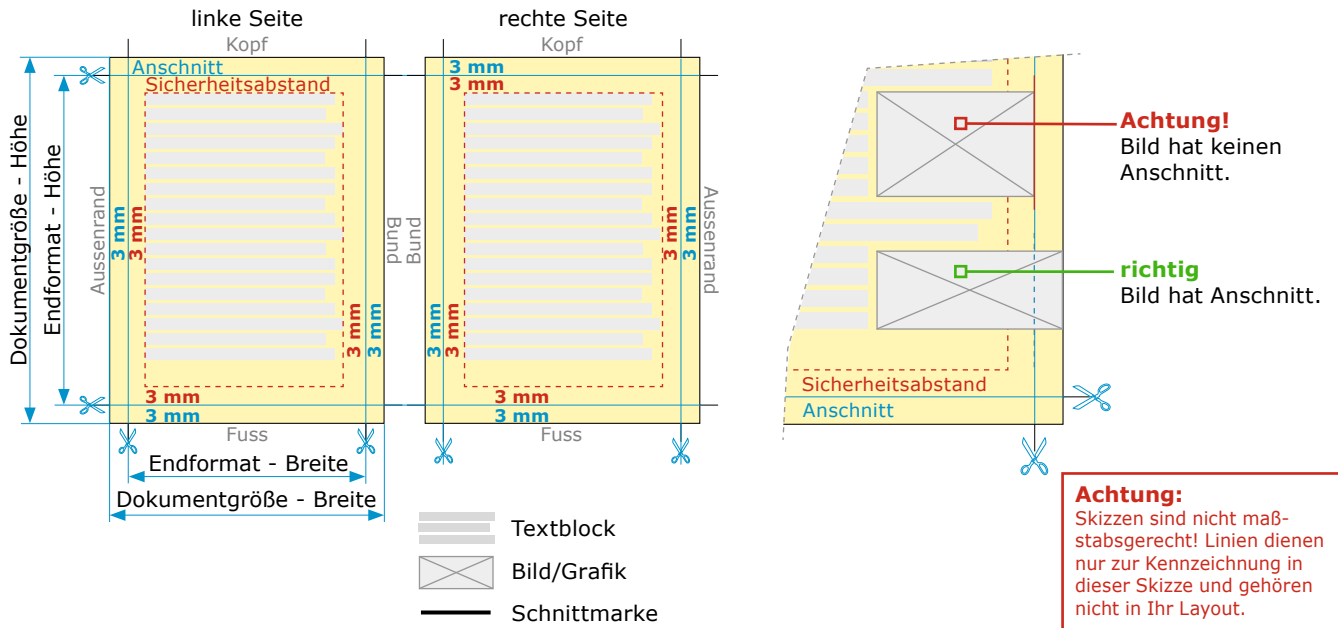 linke Seite
rechte Seite
Kopf
Kopf
Anschnitt
Sicherheitsabstand
3 mm
3 mm
Dokumentgröße - Höhe
Endformat - Höhe
Aussenrand
3 mm
3 mm
Bund
Bund
3 mm
3 mm
Aussenrand
3 mm
3 mm
3 mm
3 mm
3 mm
3 mm
3 mm
3 mm
Fuss
Fuss
Endformat - Breite
Dokumentgröße - Breite
Textblock
Bild/Grafik
Schnittmarke
Achtung!
Bild hat keinen
Anschnitt.
richtig
Bild hat Anschnitt.
Sicherheitsabstand
Anschnitt
Achtung:
Skizzen sind nicht maß-
stabsgerecht! Linien dienen
nur zur Kennzeichnung in
dieser Skizze und gehören
nicht in Ihr Layout.
3 mm
3 mm